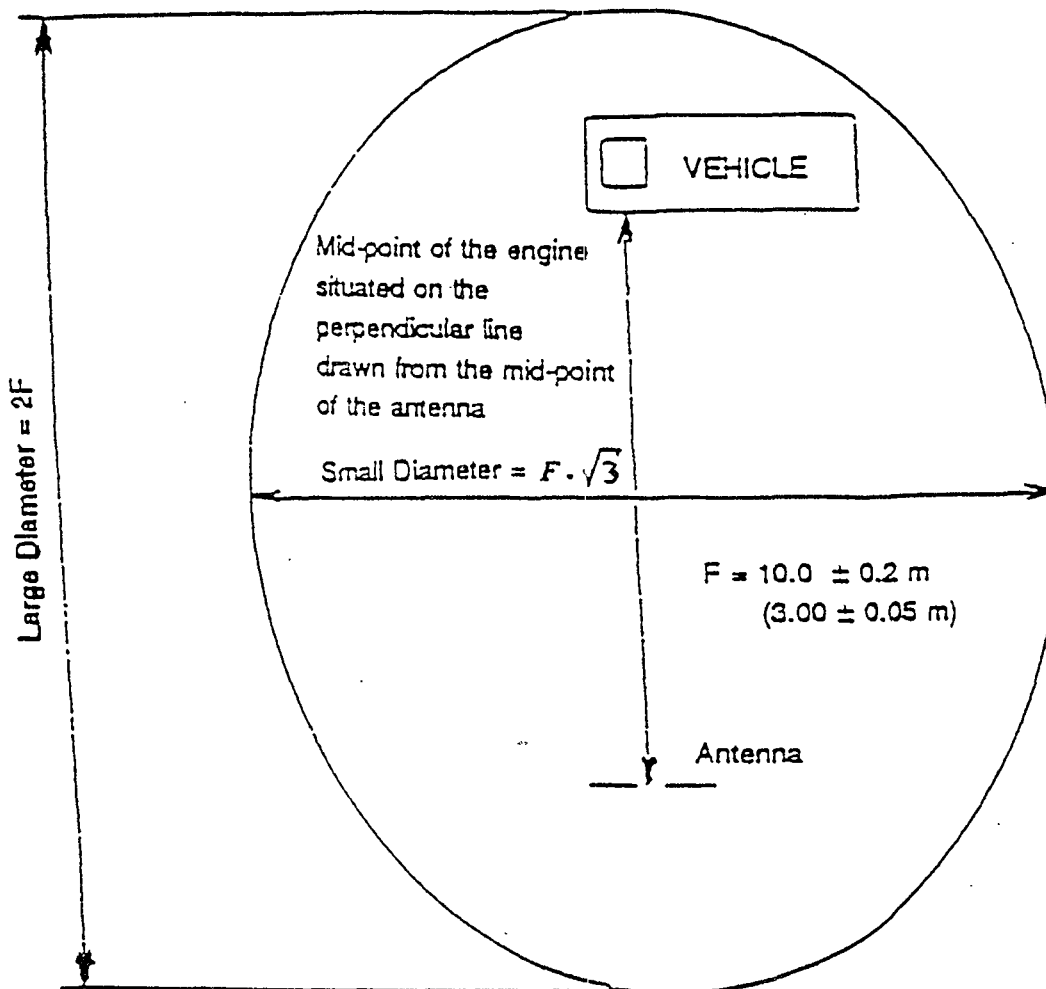 VEHICLE
Mid-point of the engine
situated on the
perpendicular line
drawn from the mid-point
of the antenna
Large Diameter = 2F
Small Diameter = F · √3
F = 10.0 ± 0.2 m
(3.00 ± 0.05 m)
Antenna